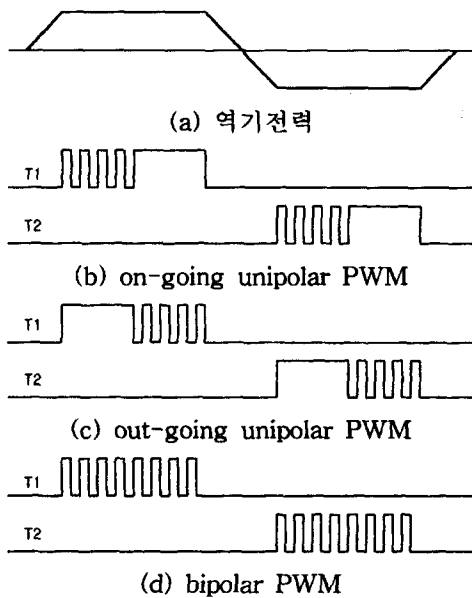 (a) 역기전력
T1
T2
(b) on-going unipolar PWM
T1
T2
(c) out-going unipolar PWM
T1
T2
(d) bipolar PWM